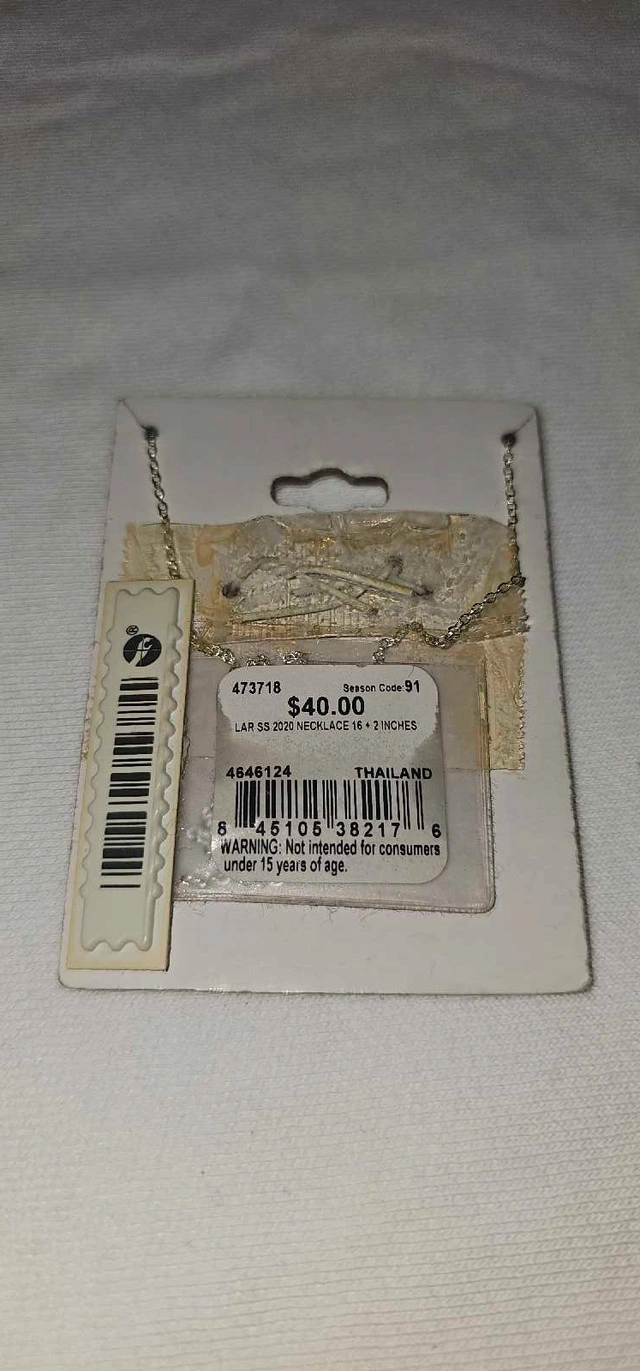 473718 Season Code:91
$40.00
LAR SS 2020 NECKLACE 16 + 2 INCHES
4646124 THAILAND
8 45105 38217 6
WARNING: Not intended for consumers
under 15 years of age.
®